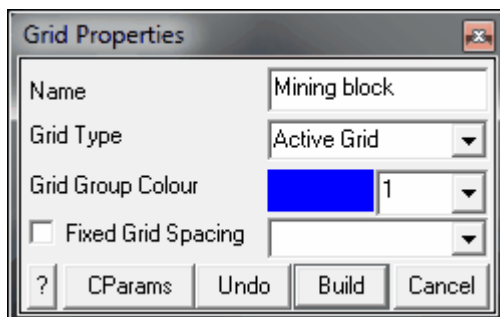 Grid Properties
Name Mining block
Grid Type Active Grid
Grid Group Colour 1
Fixed Grid Spacing
? CParams Undo Build Cancel